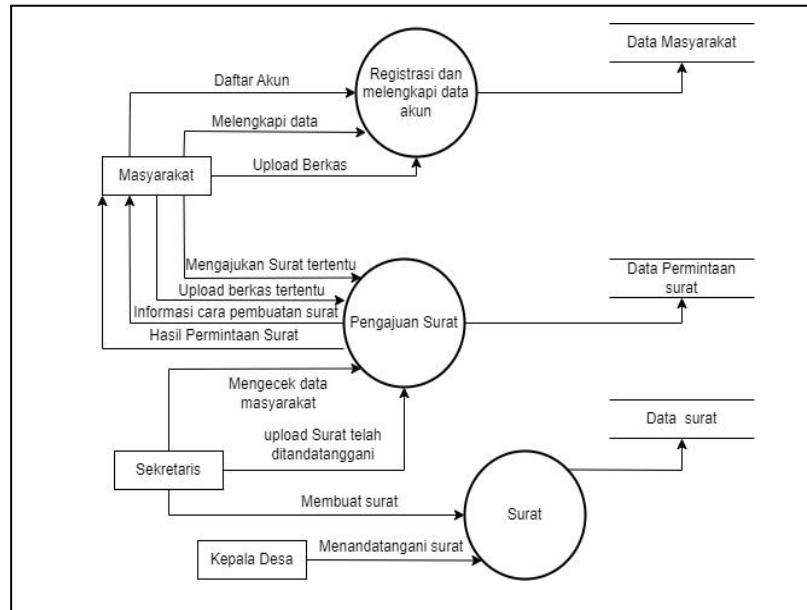 Data Masyarakat
Registrasi dan
melengkapi data
akun
Daftar Akun
Melengkapi data
Upload Berkas
Masyarakat
Mengajukan Surat tertentu
Upload berkas tertentu
Informasi cara pembuatan surat
Hasil Permintaan Surat
Pengajuan Surat
Data Permintaan
surat
Mengecek data
masyarakat
upload Surat telah
ditandatanggani
Data surat
Sekretaris
Membuat surat
Surat
Kepala Desa
Menandatangani surat